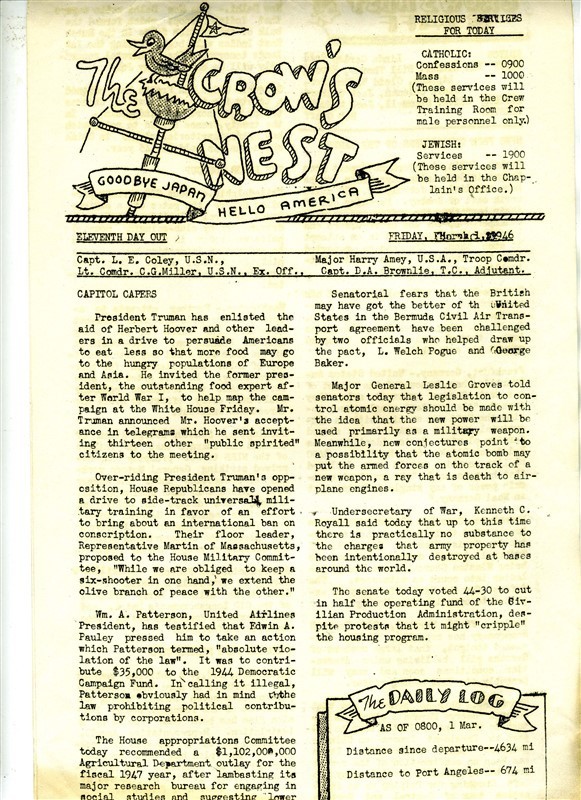 The CROW'S NEST
GOODBYE JAPAN
HELLO AMERICA
RELIGIOUS SERVICES
FOR TODAY
CATHOLIC:
Confessions -- 0900
Mass -- 1000
(These services will
be held in the Crew
Training Room for
male personnel only.)
JEWISH:
Services -- 1900
(These services will
be held in the Chap-
lain's Office.)
ELEVENTH DAY OUT
FRIDAY, 1946
Capt. L. E. Coley, U.S.N.,
Lt. Comdr. C.G.Miller, U.S.N., Ex. Off.,
Major Harry Amey, U.S.A., Troop Comdr.
Capt. D.A. Brownlie, T.C., Adjutant.
CAPITOL CAPERS
President Truman has enlisted the
aid of Herbert Hoover and other lead-
ers in a drive to persuade Americans
to eat less so that more food may go
to the hungry populations of Europe
and Asia. He invited the former pres-
ident, the outstanding food expert af-
ter World War I, to help map the cam-
paign at the White House Friday. Mr.
Truman announced Mr. Hoover's accept-
ance in telegrams which he sent invit-
ing thirteen other "public spirited"
citizens to the meeting.
Over-riding President Truman's opp-
osition, House Republicans have opened
a drive to side-track universal mili-
tary training in favor of an effort
to bring about an international ban on
conscription. Their floor leader,
Representative Martin of Massachusetts,
proposed to the House Military Commit-
tee, "While we are obliged to keep a
six-shooter in one hand, we extend the
olive branch of peace with the other."
Wm. A. Patterson, United Airlines
President, has testified that Edwin A.
Pauley pressed him to take an action
which Patterson termed, "absolute vio-
lation of the law". It was to contri-
bute $35,000 to the 1944 Democratic
Campaign Fund. In calling it illegal,
Patterson obviously had in mind the
law prohibiting political contribu-
tions by corporations.
The House appropriations Committee
today recommended a $1,102,000,000
Agricultural Department outlay for the
fiscal 1947 year, after lambasting its
major research bureau for engaging in
social studies and suggesting lower
Senatorial fears that the British
may have got the better of th United
States in the Bermuda Civil Air Trans-
port agreement have been challenged
by two officials who helped draw up
the pact, L. Welch Pogue and George
Baker.
Major General Leslie Groves told
senators today that legislation to con-
trol atomic energy should be made with
the idea that the new power will be
used primarily as a military weapon.
Meanwhile, new conjectures point to
a possibility that the atomic bomb may
put the armed forces on the track of a
new weapon, a ray that is death to air-
plane engines.
Undersecretary of War, Kenneth C.
Royall said today that up to this time
there is practically no substance to
the charges that army property has
been intentionally destroyed at bases
around the world.
The senate today voted 44-30 to cut
in half the operating fund of the Civ-
ilian Production Administration, des-
pite protests that it might "cripple"
the housing program.
The DAILY LOG
AS OF 0800, 1 Mar.
Distance since departure--4634 mi
Distance to Port Angeles-- 674 mi